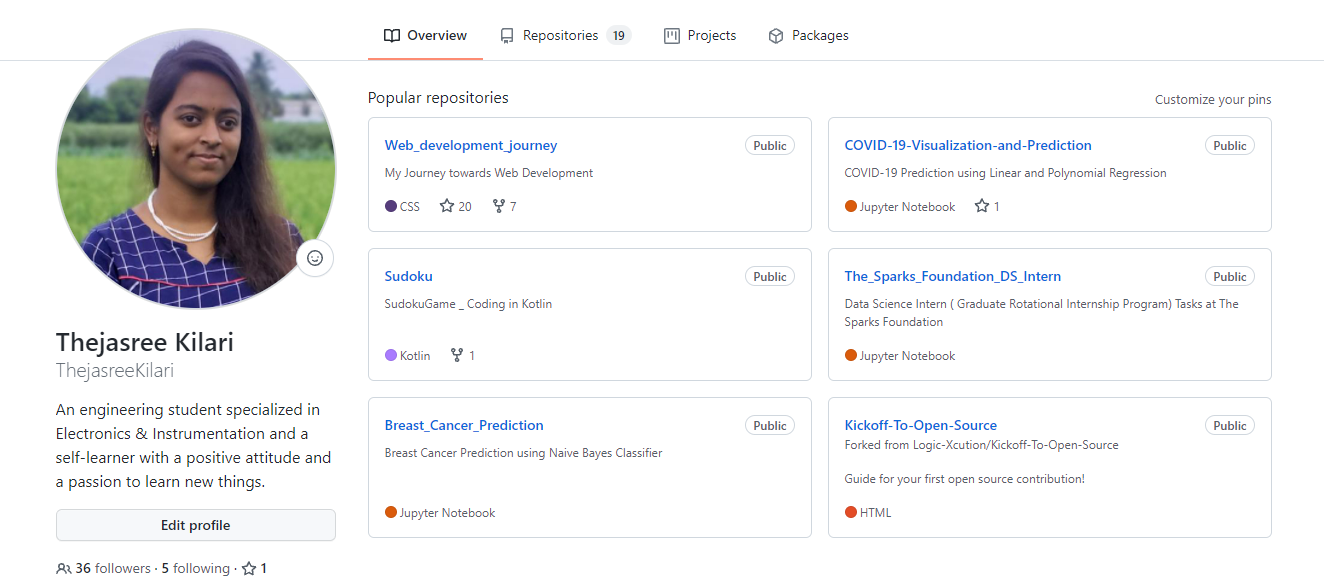 Overview
Repositories 19
Projects
Packages
Thejasree Kilari
ThejasreeKilari
An engineering student specialized in
Electronics & Instrumentation and a
self-learner with a positive attitude and
a passion to learn new things.
Edit profile
36 followers · 5 following · 1
Popular repositories
Customize your pins
Web_development_journey
Public
My Journey towards Web Development
CSS 20 7
COVID-19-Visualization-and-Prediction
Public
COVID-19 Prediction using Linear and Polynomial Regression
Jupyter Notebook 1
Sudoku
Public
SudokuGame _ Coding in Kotlin
Kotlin 1
The_Sparks_Foundation_DS_Intern
Public
Data Science Intern ( Graduate Rotational Internship Program) Tasks at The
Sparks Foundation
Jupyter Notebook
Breast_Cancer_Prediction
Public
Breast Cancer Prediction using Naive Bayes Classifier
Jupyter Notebook
Kickoff-To-Open-Source
Public
Forked from Logic-Xcution/Kickoff-To-Open-Source
Guide for your first open source contribution!
HTML